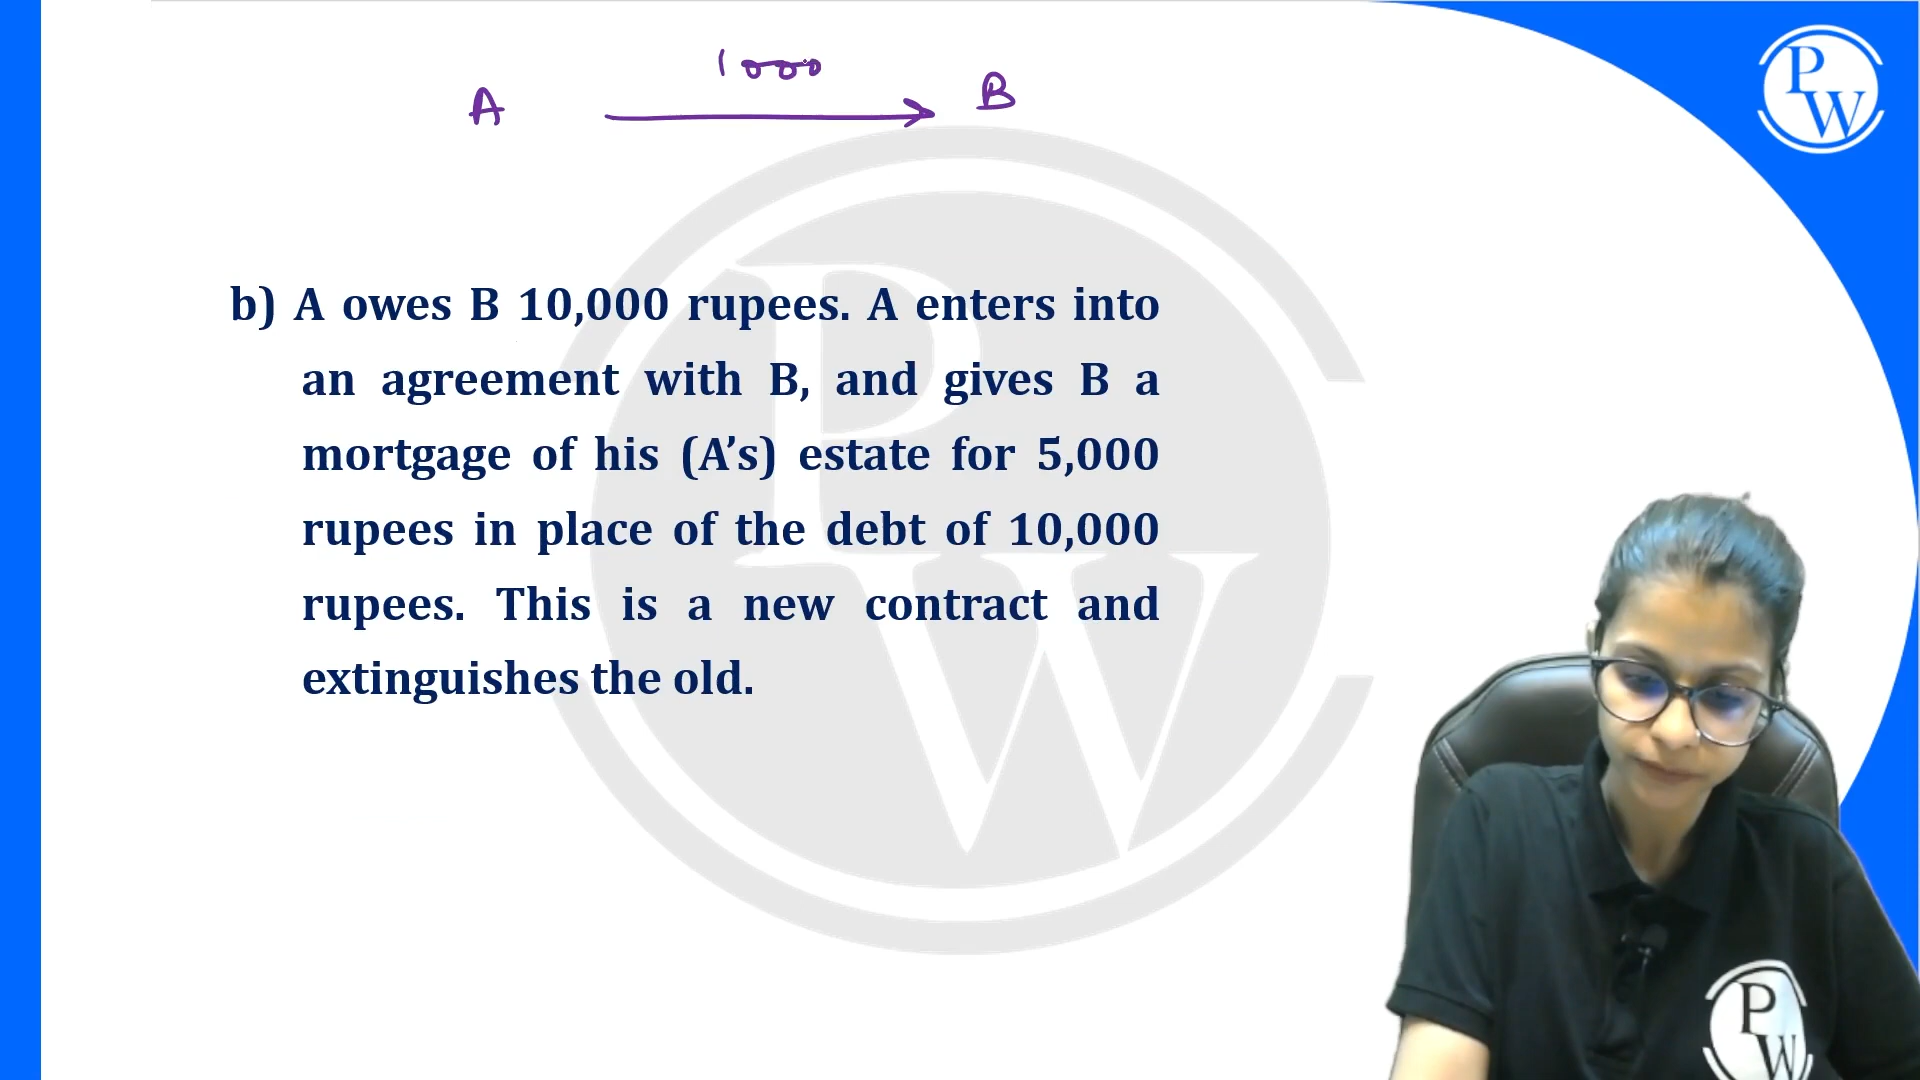 1000
A B
P
W
b) A owes B 10,000 rupees. A enters into
an agreement with B, and gives B a
mortgage of his (A’s) estate for 5,000
rupees in place of the debt of 10,000
rupees. This is a new contract and
extinguishes the old.
P
W
P
W